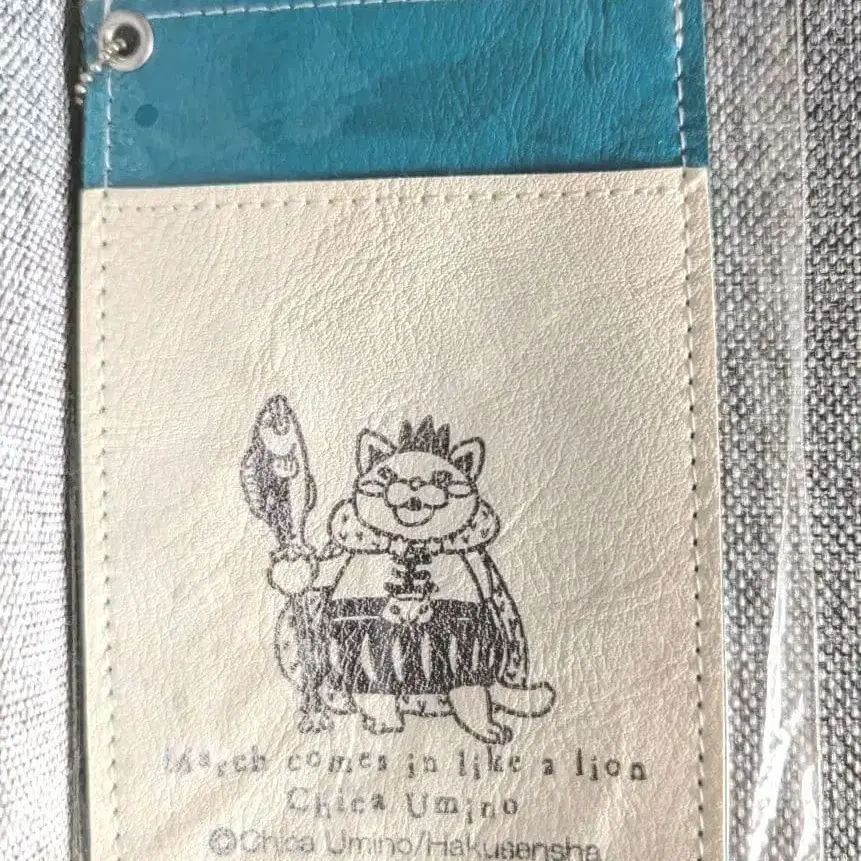 March comes in like a lion
Chica Umino
©Chica Umino/Hakusensha